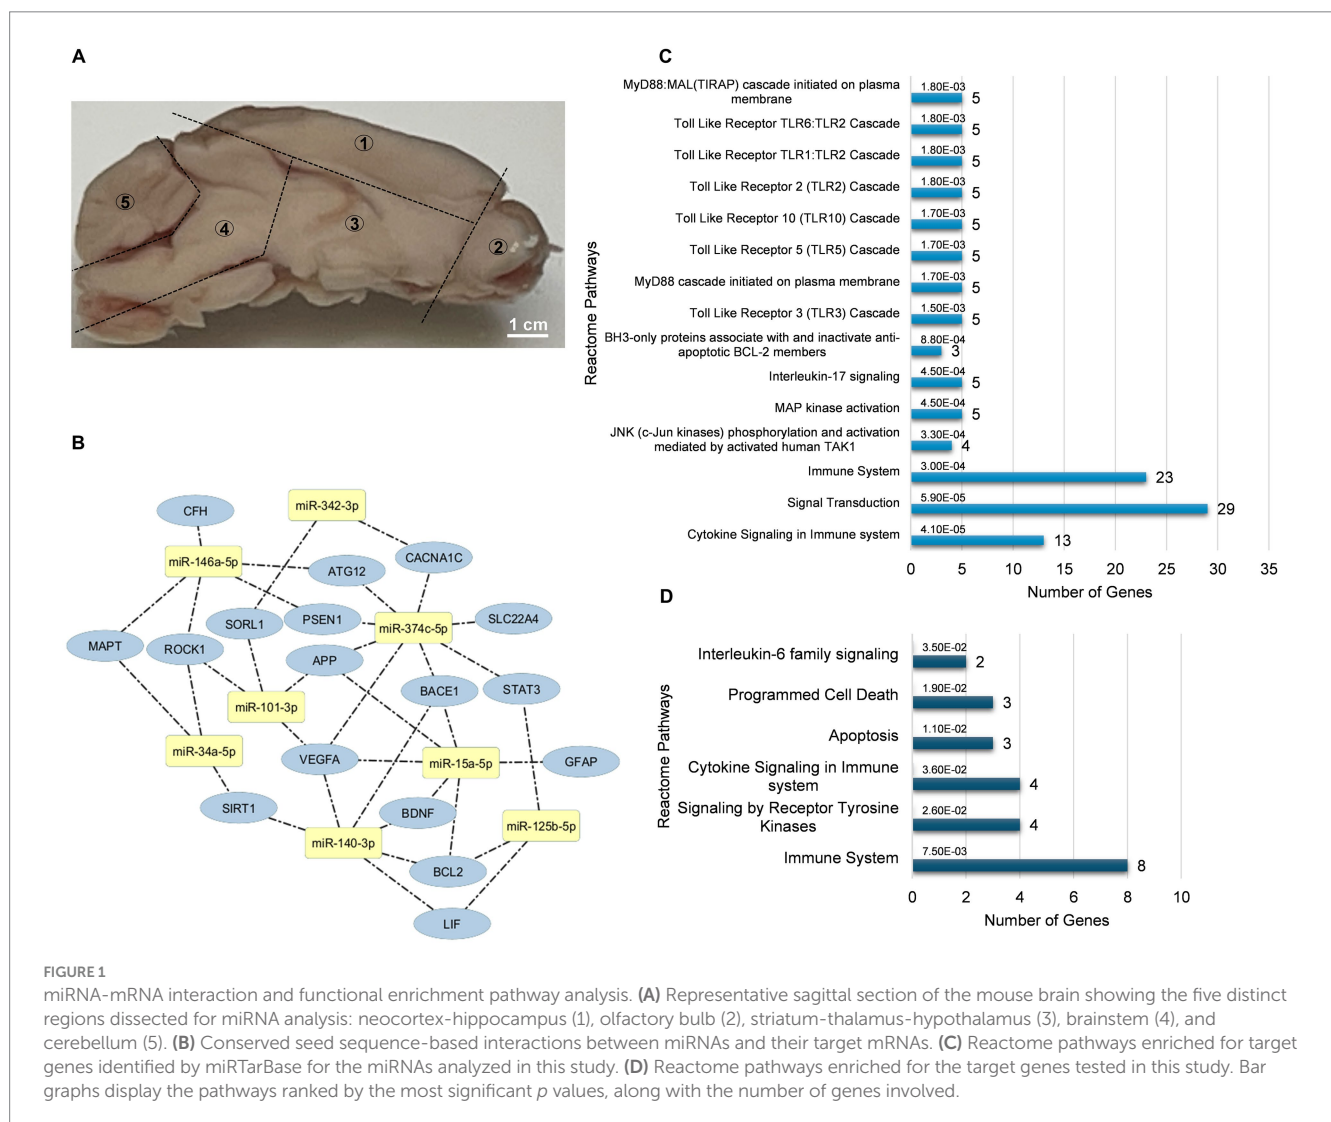 A
1
2
3
4
5
1 cm
B
CFH
miR-342-3p
miR-146a-5p
ATG12
CACNA1C
SORL1
PSEN1
miR-374c-5p
SLC22A4
MAPT
ROCK1
APP
BACE1
STAT3
miR-101-3p
miR-34a-5p
VEGFA
miR-15a-5p
GFAP
SIRT1
BDNF
miR-125b-5p
miR-140-3p
BCL2
LIF
C
Reactome Pathways
MyD88:MAL(TIRAP) cascade initiated on plasma
membrane
1.80E-03
5
Toll Like Receptor TLR6:TLR2 Cascade
1.80E-03
5
Toll Like Receptor TLR1:TLR2 Cascade
1.80E-03
5
Toll Like Receptor 2 (TLR2) Cascade
1.80E-03
5
Toll Like Receptor 10 (TLR10) Cascade
1.70E-03
5
Toll Like Receptor 5 (TLR5) Cascade
1.70E-03
5
MyD88 cascade initiated on plasma membrane
1.70E-03
5
Toll Like Receptor 3 (TLR3) Cascade
1.50E-03
5
BH3-only proteins associate with and inactivate anti-
apoptotic BCL-2 members
8.80E-04
3
Interleukin-17 signaling
4.50E-04
5
MAP kinase activation
4.50E-04
5
JNK (c-Jun kinases) phosphorylation and activation
mediated by activated human TAK1
3.30E-04
4
Immune System
3.00E-04
23
Signal Transduction
5.90E-05
29
Cytokine Signaling in Immune system
4.10E-05
13
0 5 10 15 20 25 30 35
Number of Genes
D
Reactome Pathways
Interleukin-6 family signaling
3.50E-02
2
Programmed Cell Death
1.90E-02
3
Apoptosis
1.10E-02
3
Cytokine Signaling in Immune
system
3.60E-02
4
Signaling by Receptor Tyrosine
Kinases
2.60E-02
4
Immune System
7.50E-03
8
0 2 4 6 8 10
Number of Genes
FIGURE 1
miRNA-mRNA interaction and functional enrichment pathway analysis. (A) Representative sagittal section of the mouse brain showing the five distinct
regions dissected for miRNA analysis: neocortex-hippocampus (1), olfactory bulb (2), striatum-thalamus-hypothalamus (3), brainstem (4), and
cerebellum (5). (B) Conserved seed sequence-based interactions between miRNAs and their target mRNAs. (C) Reactome pathways enriched for target
genes identified by miRTarBase for the miRNAs analyzed in this study. (D) Reactome pathways enriched for the target genes tested in this study. Bar
graphs display the pathways ranked by the most significant p values, along with the number of genes involved.